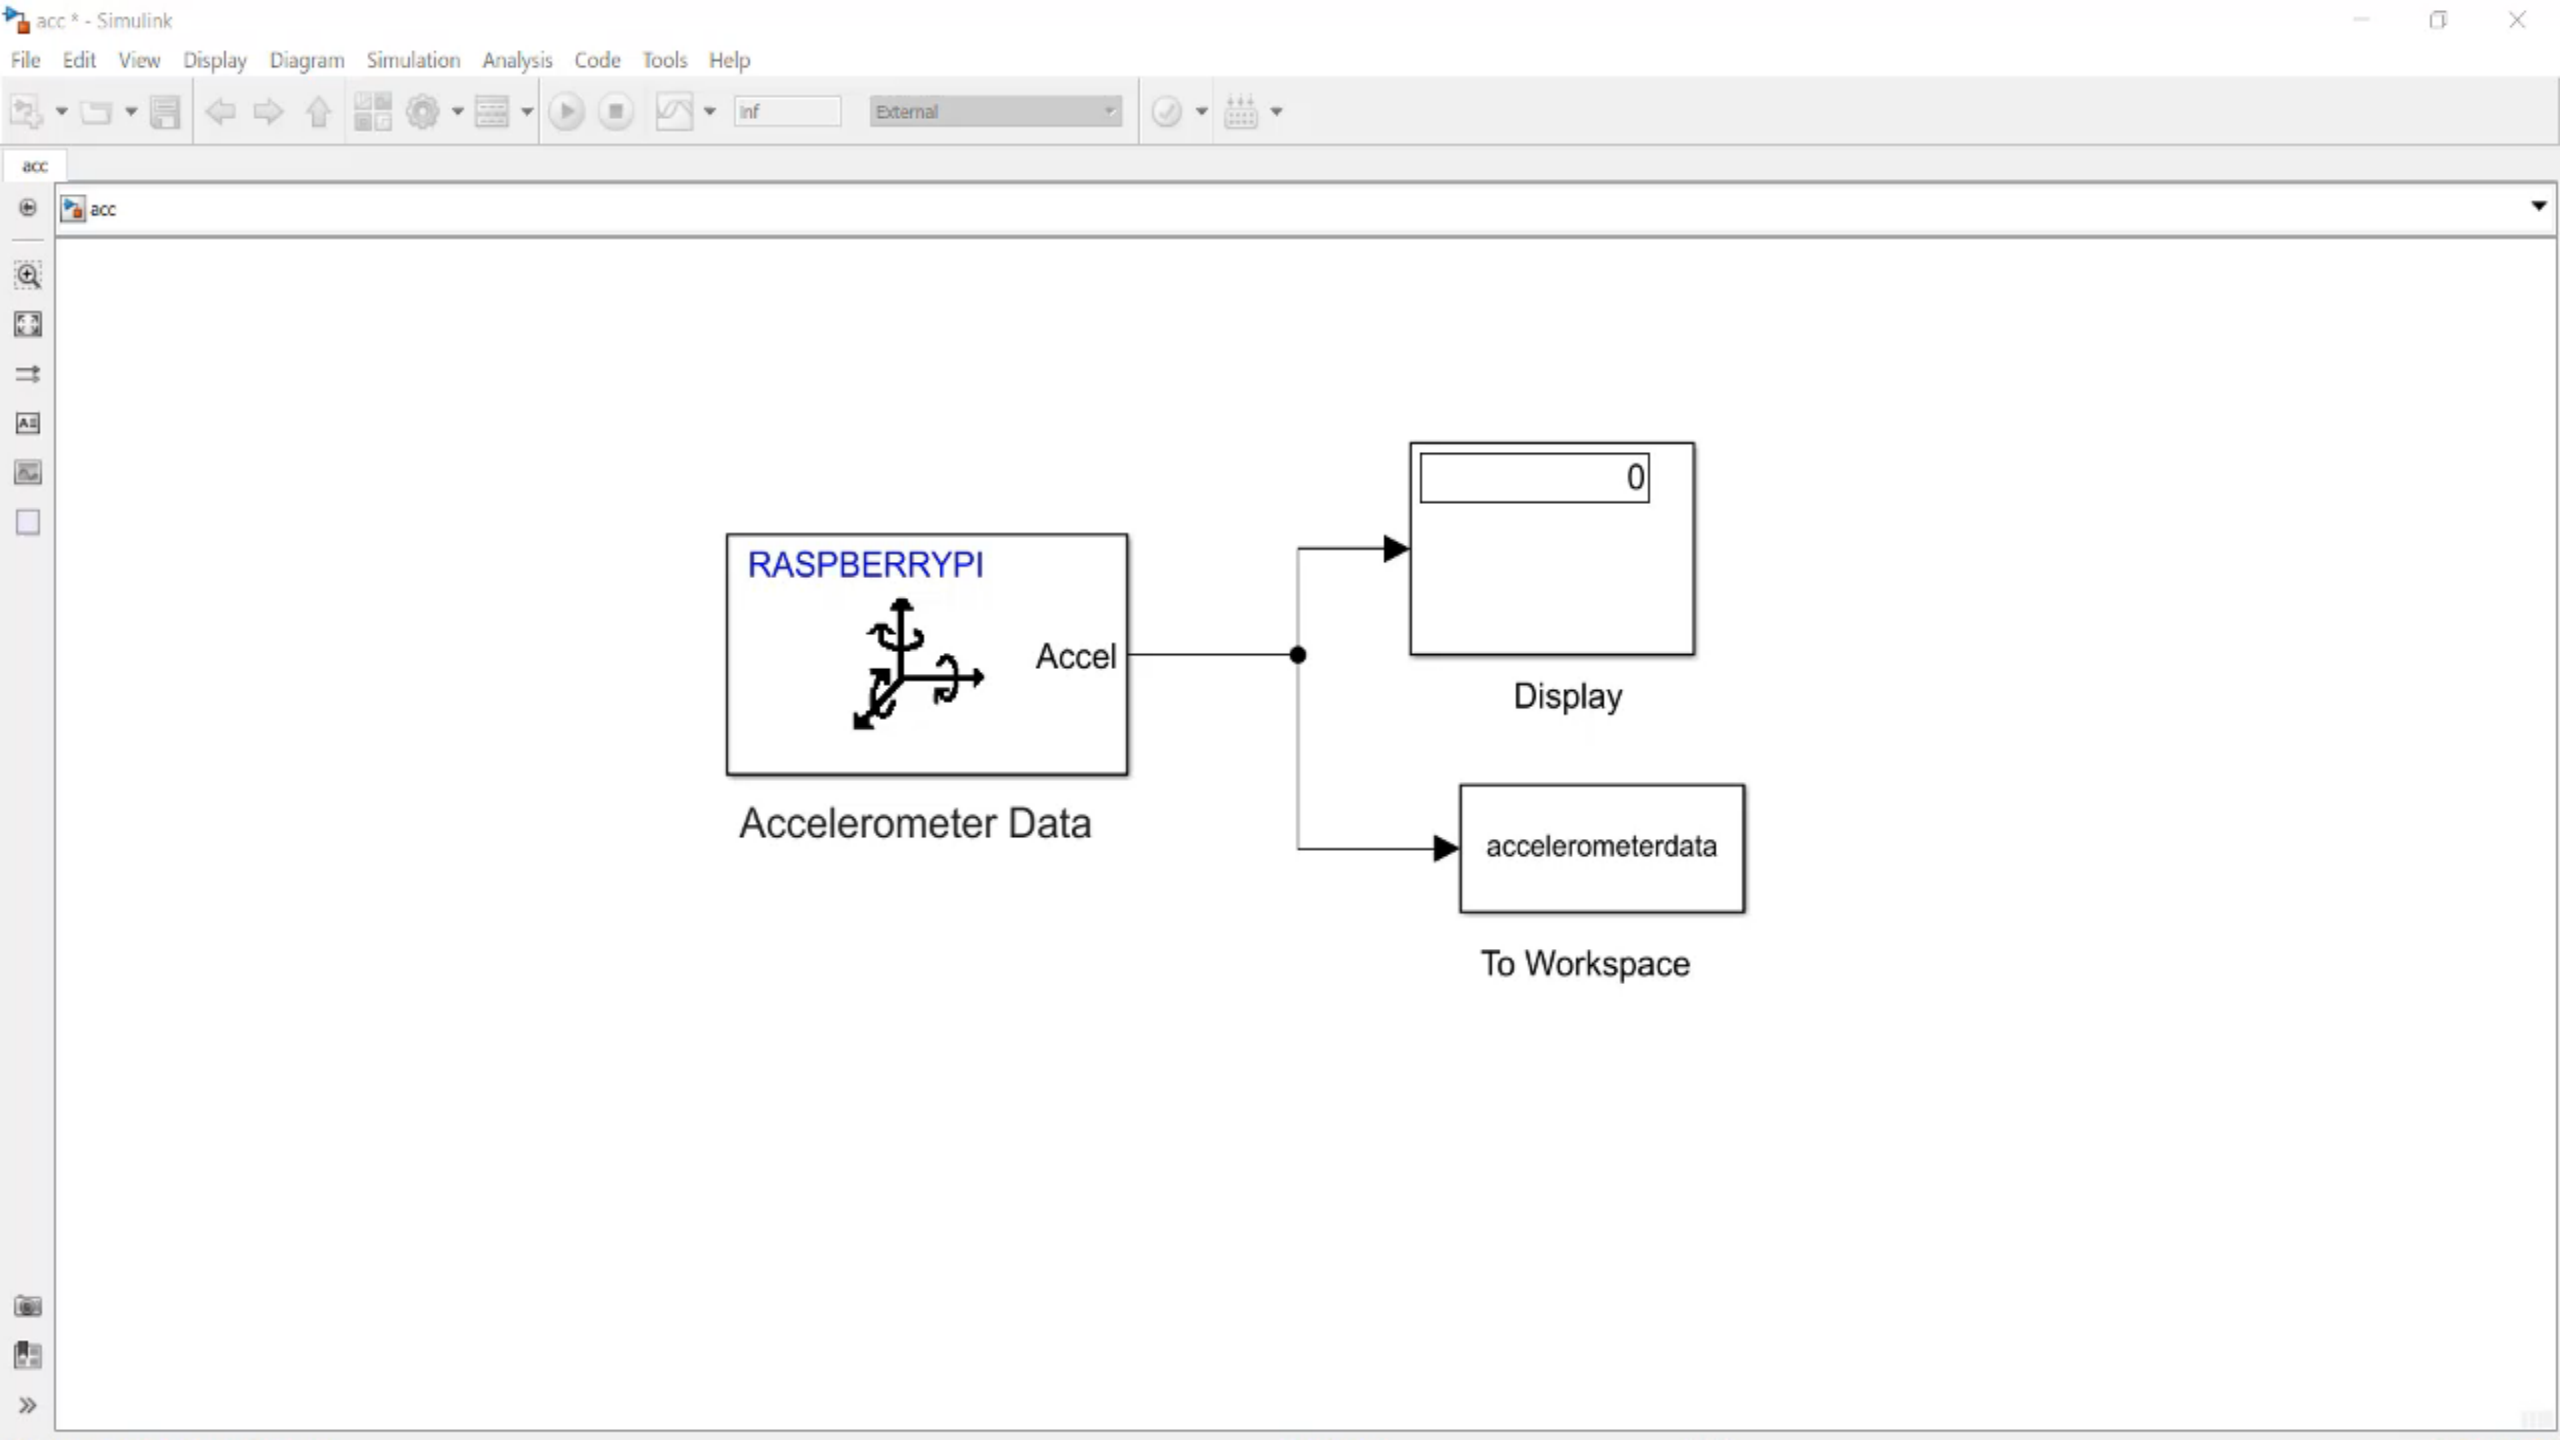 acc * - Simulink
File Edit View Display Diagram Simulation Analysis Code Tools Help
Inf External
acc
acc
0
RASPBERRYPI
Accel
Display
Accelerometer Data
accelerometerdata
To Workspace